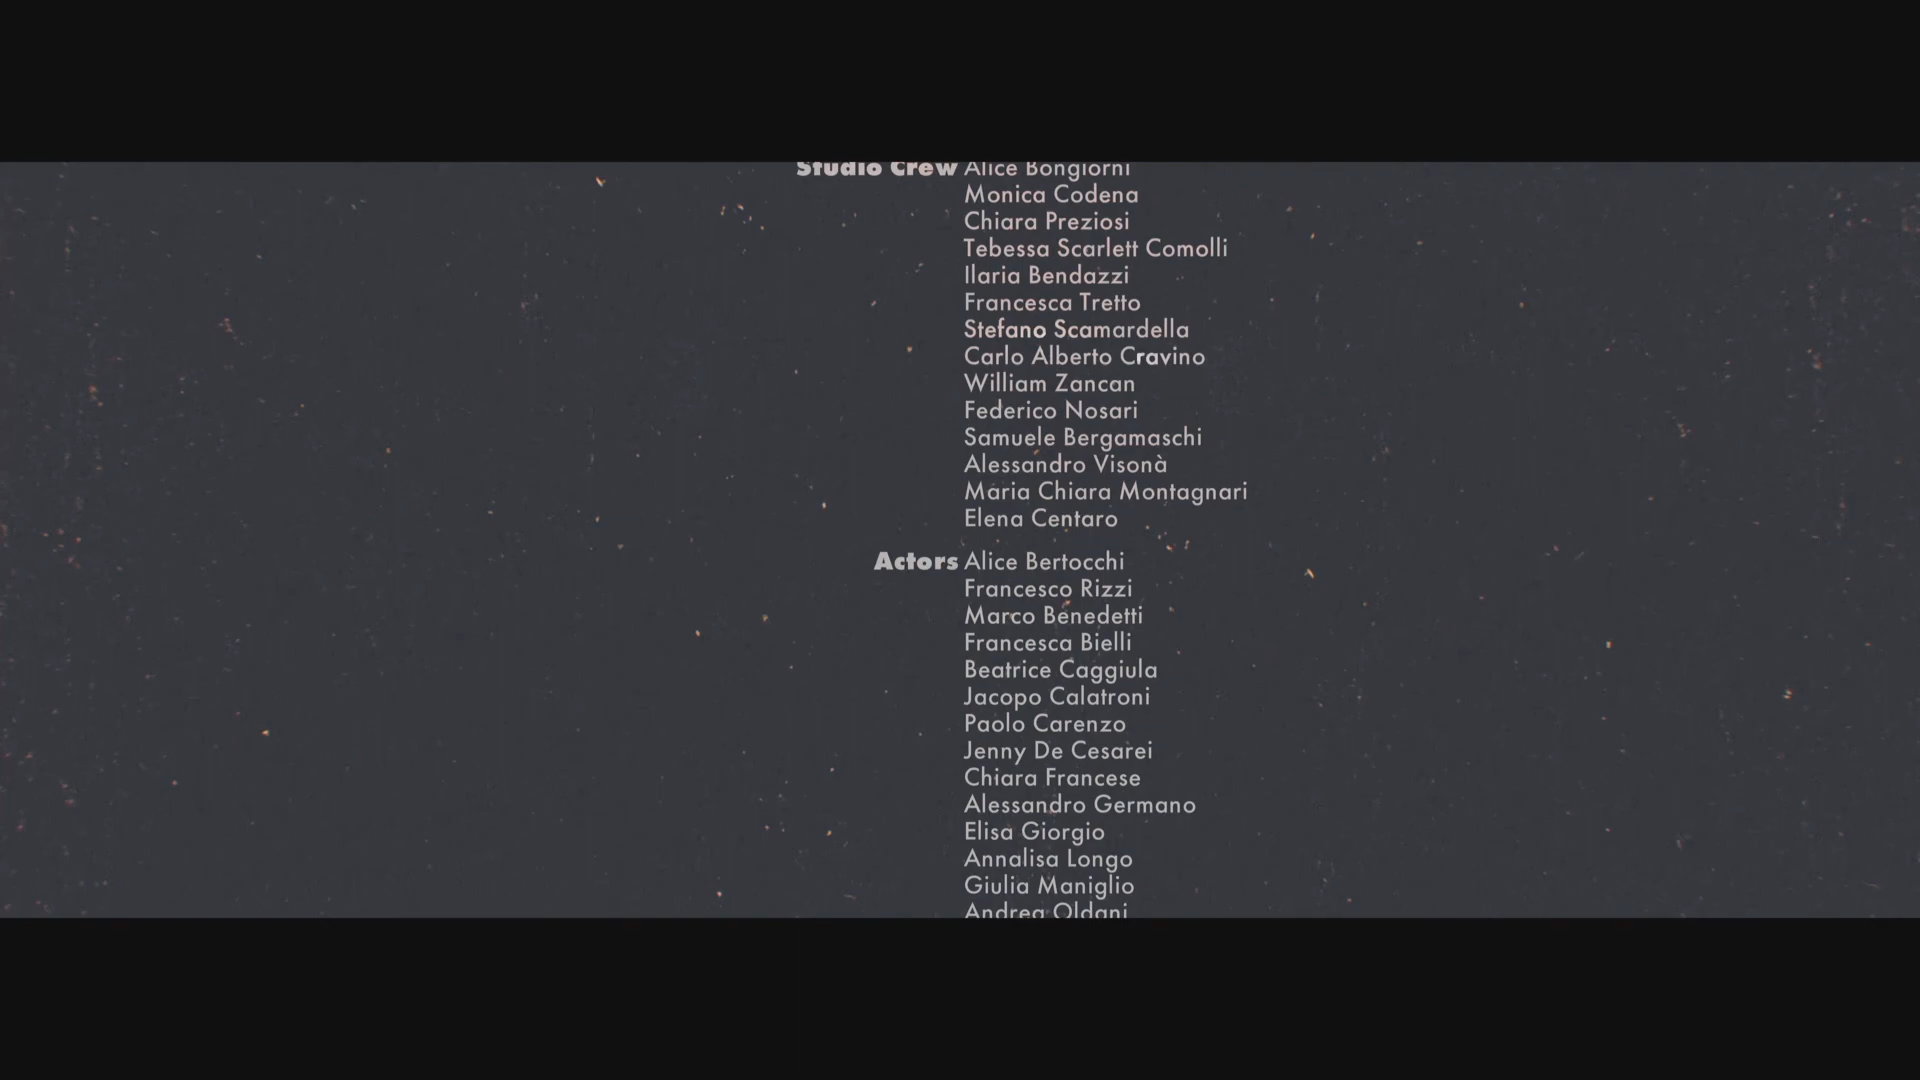 Studio Crew Alice Bongiorni
Monica Codena
Chiara Preziosi
Tebessa Scarlett Comolli
Ilaria Bendazzi
Francesca Tretto
Stefano Scamardella
Carlo Alberto Cravino
William Zancan
Federico Nosari
Samuele Bergamaschi
Alessandro Visonà
Maria Chiara Montagnari
Elena Centaro
Actors Alice Bertocchi
Francesco Rizzi
Marco Benedetti
Francesca Bielli
Beatrice Caggiula
Jacopo Calatroni
Paolo Carenzo
Jenny De Cesarei
Chiara Francese
Alessandro Germano
Elisa Giorgio
Annalisa Longo
Giulia Maniglio
Andrea Oldani